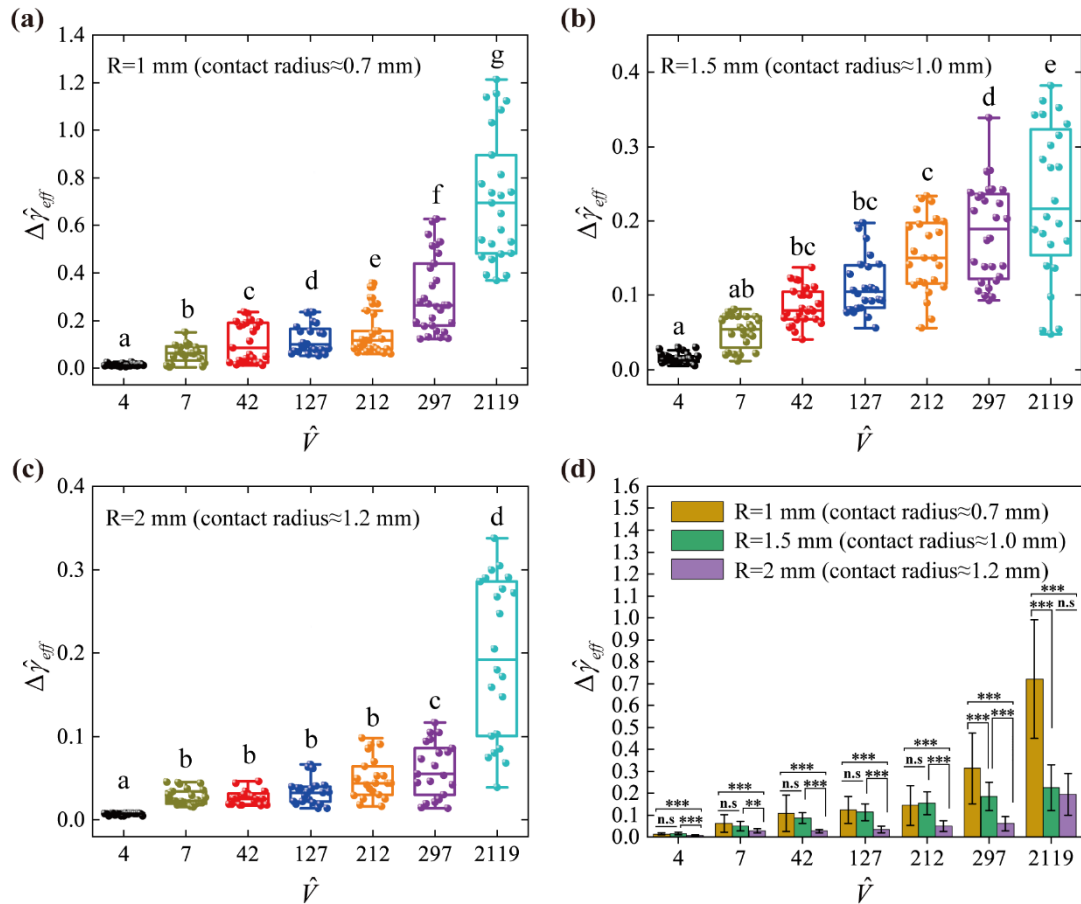 (a)
1.4
1.2
1.0
0.8
0.6
0.4
0.2
0.0
Δγ̂eff
R=1 mm (contact radius≈0.7 mm)
a
b
c
d
e
f
g
4 7 42 127 212 297 2119
V̂
(b)
0.4
0.3
0.2
0.1
0.0
Δγ̂eff
R=1.5 mm (contact radius≈1.0 mm)
a
ab
bc
bc
c
d
e
4 7 42 127 212 297 2119
V̂
(c)
0.4
0.3
0.2
0.1
0.0
Δγ̂eff
R=2 mm (contact radius≈1.2 mm)
a
b
b
b
b
c
d
4 7 42 127 212 297 2119
V̂
(d)
1.6
1.5
1.4
1.3
1.2
1.1
1.0
0.9
0.8
0.7
0.6
0.5
0.4
0.3
0.2
0.1
0.0
Δγ̂eff
R=1 mm (contact radius≈0.7 mm)
R=1.5 mm (contact radius≈1.0 mm)
R=2 mm (contact radius≈1.2 mm)
***
n.s ***
***
n.s **
***
n.s ***
***
n.s ***
***
n.s ***
***
*** ***
***
*** n.s
4 7 42 127 212 297 2119
V̂